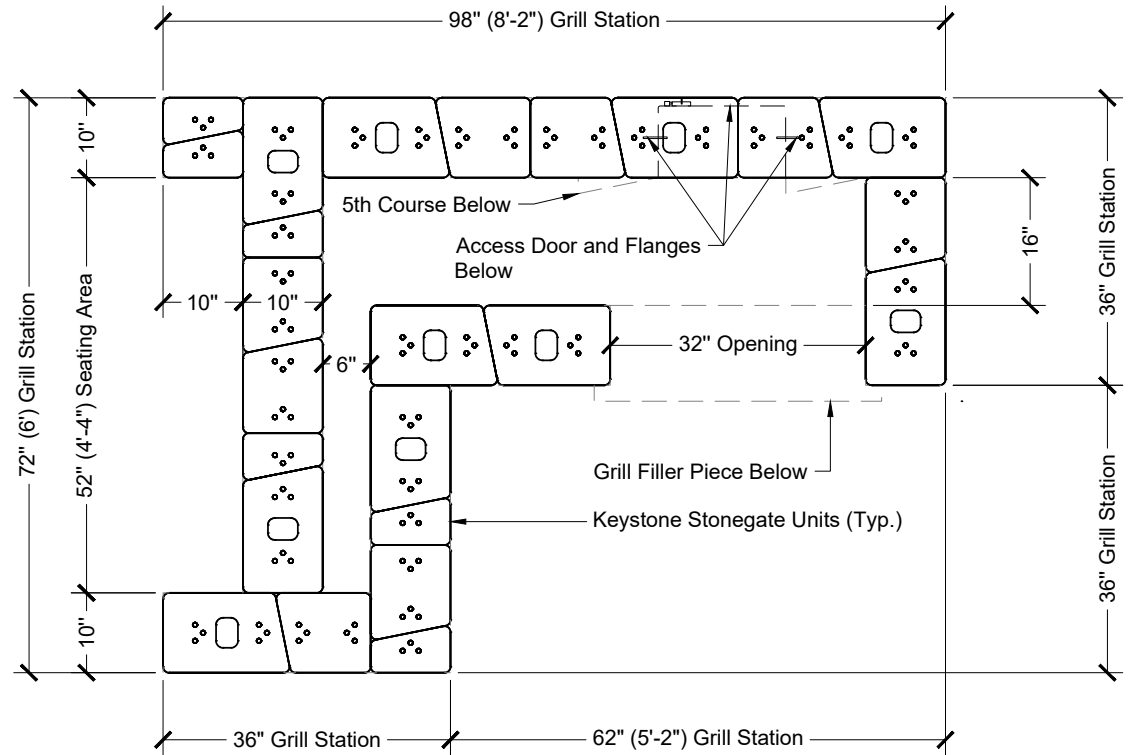 98" (8'-2") Grill Station
10"
5th Course Below
Access Door and Flanges
Below
16"
36" Grill Station
72" (6') Grill Station
52" (4'-4") Seating Area
10"
10"
6"
32" Opening
Grill Filler Piece Below
Keystone Stonegate Units (Typ.)
36" Grill Station
10"
36" Grill Station
62" (5'-2") Grill Station